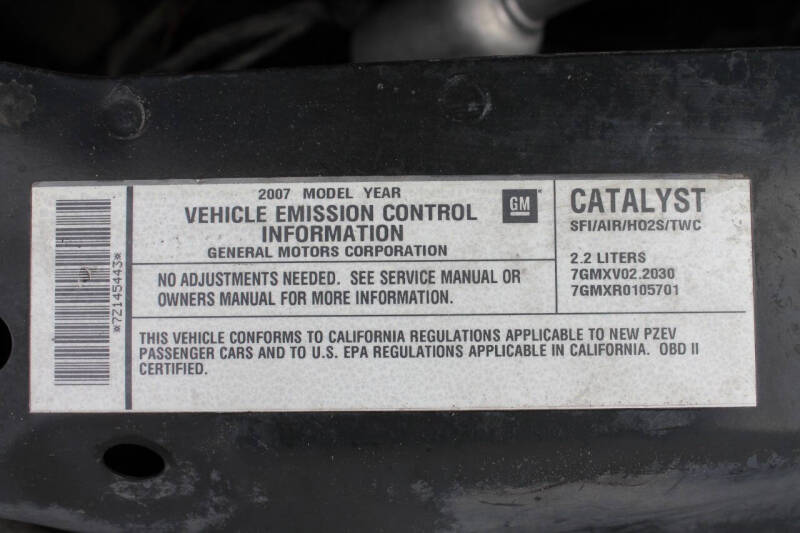 *7Z145443*
2007 MODEL YEAR
VEHICLE EMISSION CONTROL
INFORMATION
GENERAL MOTORS CORPORATION
GM
CATALYST
SFI/AIR/HO2S/TWC
2.2 LITERS
7GMXV02.2030
7GMXR0105701
NO ADJUSTMENTS NEEDED. SEE SERVICE MANUAL OR
OWNERS MANUAL FOR MORE INFORMATION.
THIS VEHICLE CONFORMS TO CALIFORNIA REGULATIONS APPLICABLE TO NEW PZEV
PASSENGER CARS AND TO U.S. EPA REGULATIONS APPLICABLE IN CALIFORNIA. OBD II
CERTIFIED.